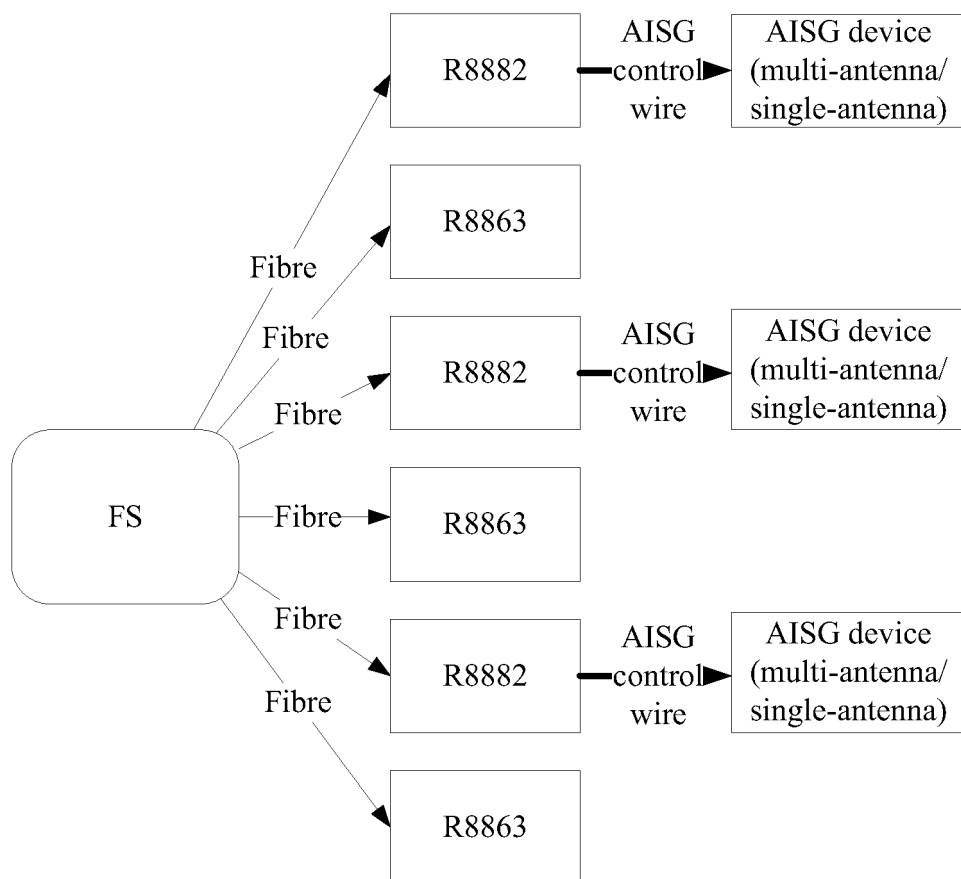 R8882
AISG
control
wire
AISG device
(multi-antenna/
single-antenna)
R8863
Fibre
Fibre
R8882
AISG
control
wire
AISG device
(multi-antenna/
single-antenna)
Fibre
FS
Fibre
R8863
Fibre
R8882
AISG
control
wire
AISG device
(multi-antenna/
single-antenna)
Fibre
R8863